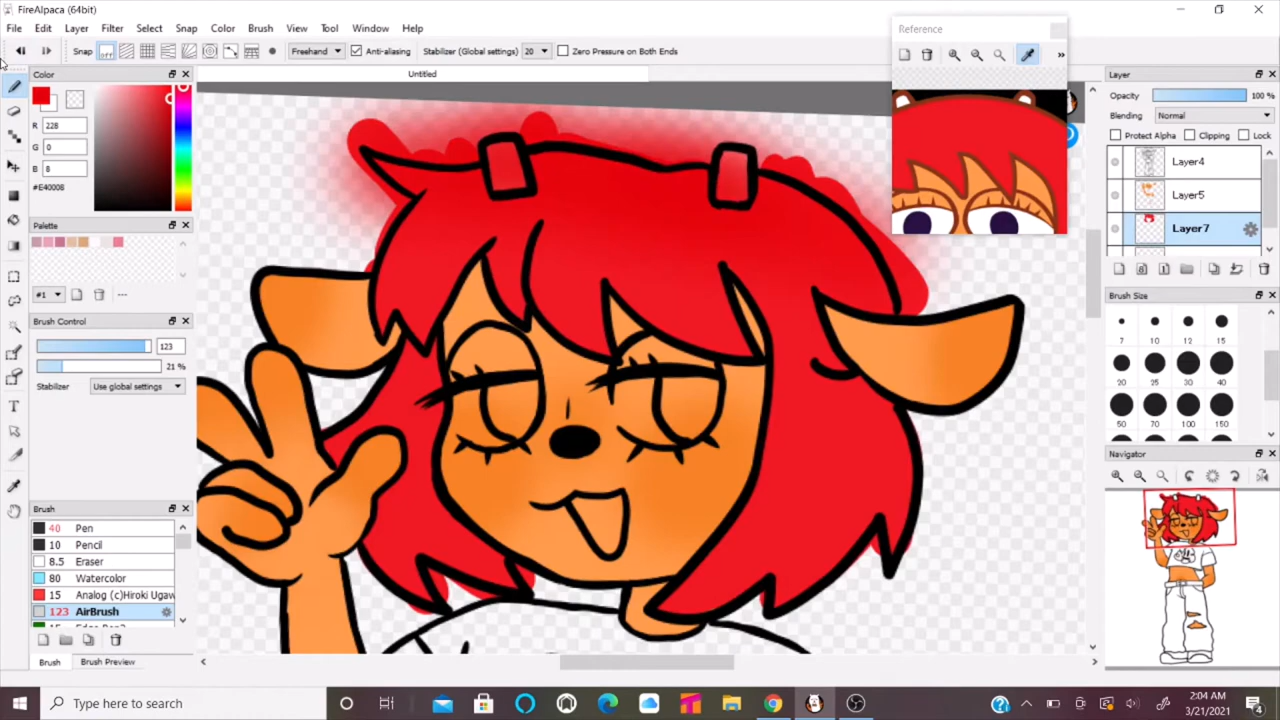 FireAlpaca (64bit)
File Edit Layer Filter Select Snap Color Brush View Tool Window Help
Snap off Freehand Anti-aliasing Stabilizer (Global settings) 20 Zero Pressure on Both Ends
Reference
»
Color
Untitled
R 228
G 0
B 8
#E40008
Palette
#1
Brush Control
123
21 %
Stabilizer Use global settings
Brush
40 Pen
10 Pencil
8.5 Eraser
80 Watercolor
15 Analog (c)Hiroki Ugaw
123 AirBrush
Brush Brush Preview
Layer
Opacity 100 %
Blending Normal
Protect Alpha Clipping Lock
Layer4
Layer5
Layer7
Brush Size
7 10 12 15
20 25 30 40
50 70 100 150
Navigator
Type here to search
2:04 AM
3/21/2021
4